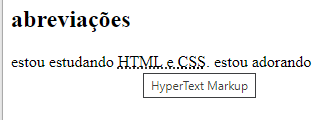 abreviações
estou estudando HTML e CSS. estou adorando
HyperText Markup